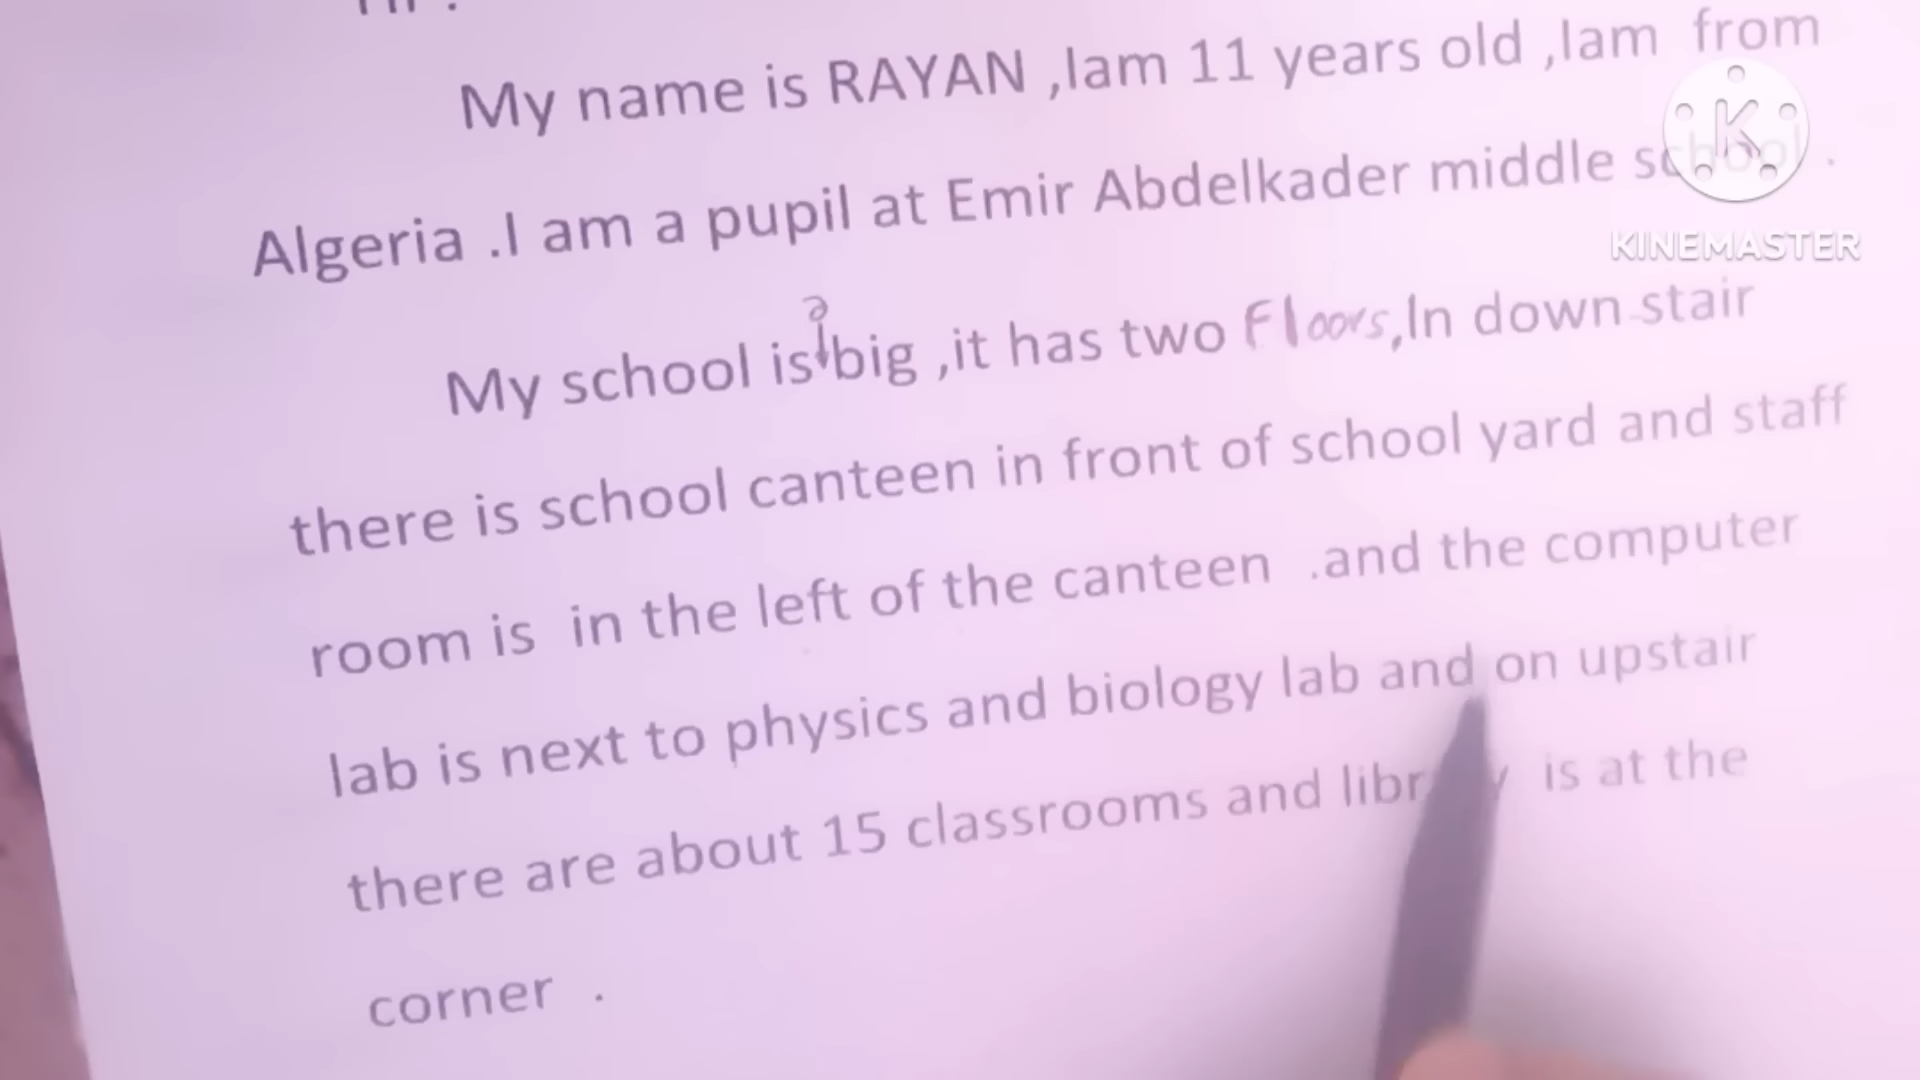 My name is RAYAN ,Iam 11 years old ,Iam from
Algeria .I am a pupil at Emir Abdelkader middle school .
KINEMASTER
a
My school is big ,it has two Floors,In down stair
there is school canteen in front of school yard and staff
room is in the left of the canteen .and the computer
lab is next to physics and biology lab and on upstair
there are about 15 classrooms and library is at the
corner .